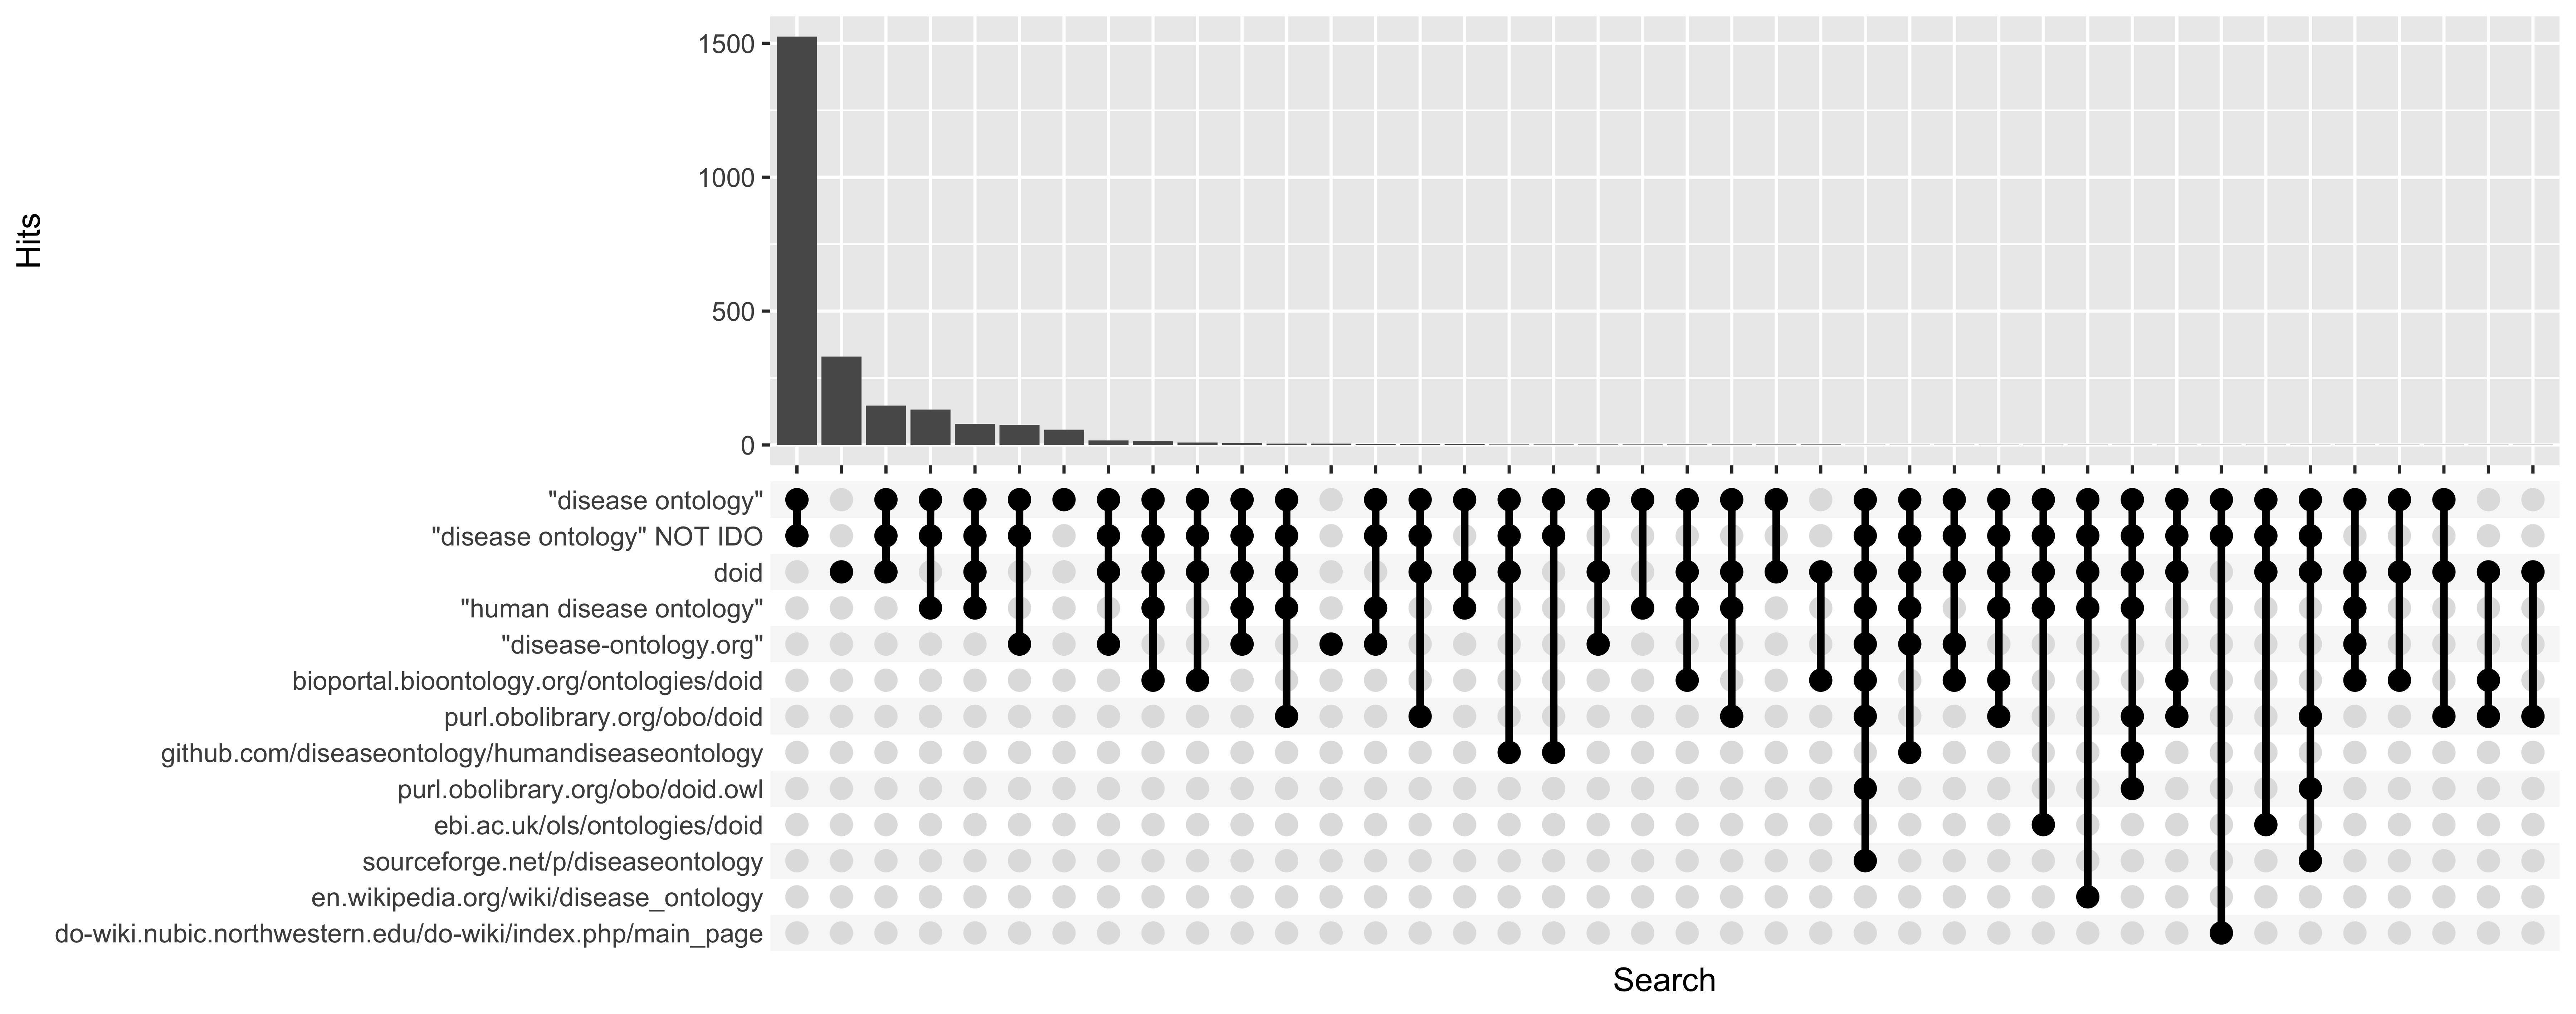 1500
1000
500
0
Hits
"disease ontology"
"disease ontology" NOT IDO
doid
"human disease ontology"
"disease-ontology.org"
bioportal.bioontology.org/ontologies/doid
purl.obolibrary.org/obo/doid
github.com/diseaseontology/humandiseaseontology
purl.obolibrary.org/obo/doid.owl
ebi.ac.uk/ols/ontologies/doid
sourceforge.net/p/diseaseontology
en.wikipedia.org/wiki/disease_ontology
do-wiki.nubic.northwestern.edu/do-wiki/index.php/main_page
Search